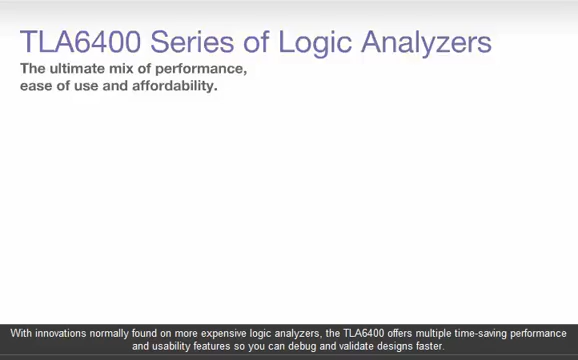 TLA6400 Series of Logic Analyzers
The ultimate mix of performance,
ease of use and affordability.
With innovations normally found on more expensive logic analyzers, the TLA6400 offers multiple time-saving performance
and usability features so you can debug and validate designs faster.